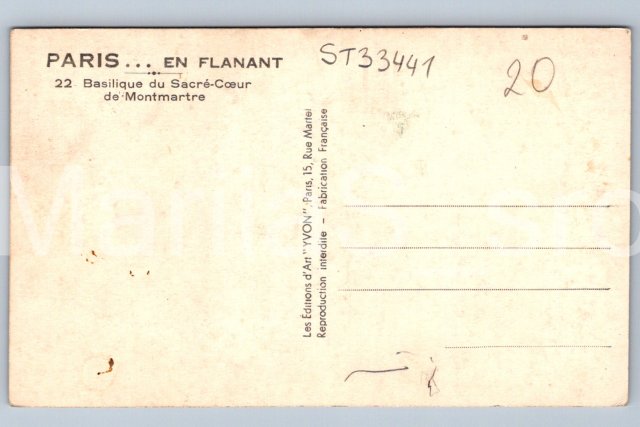 PARIS... EN FLANANT
22 Basilique du Sacré-Cœur
de Montmartre
ST33441
20
Les Éditions d'Art "YVON", Paris, 15, Rue Martel
Reproduction interdite – Fabrication Française